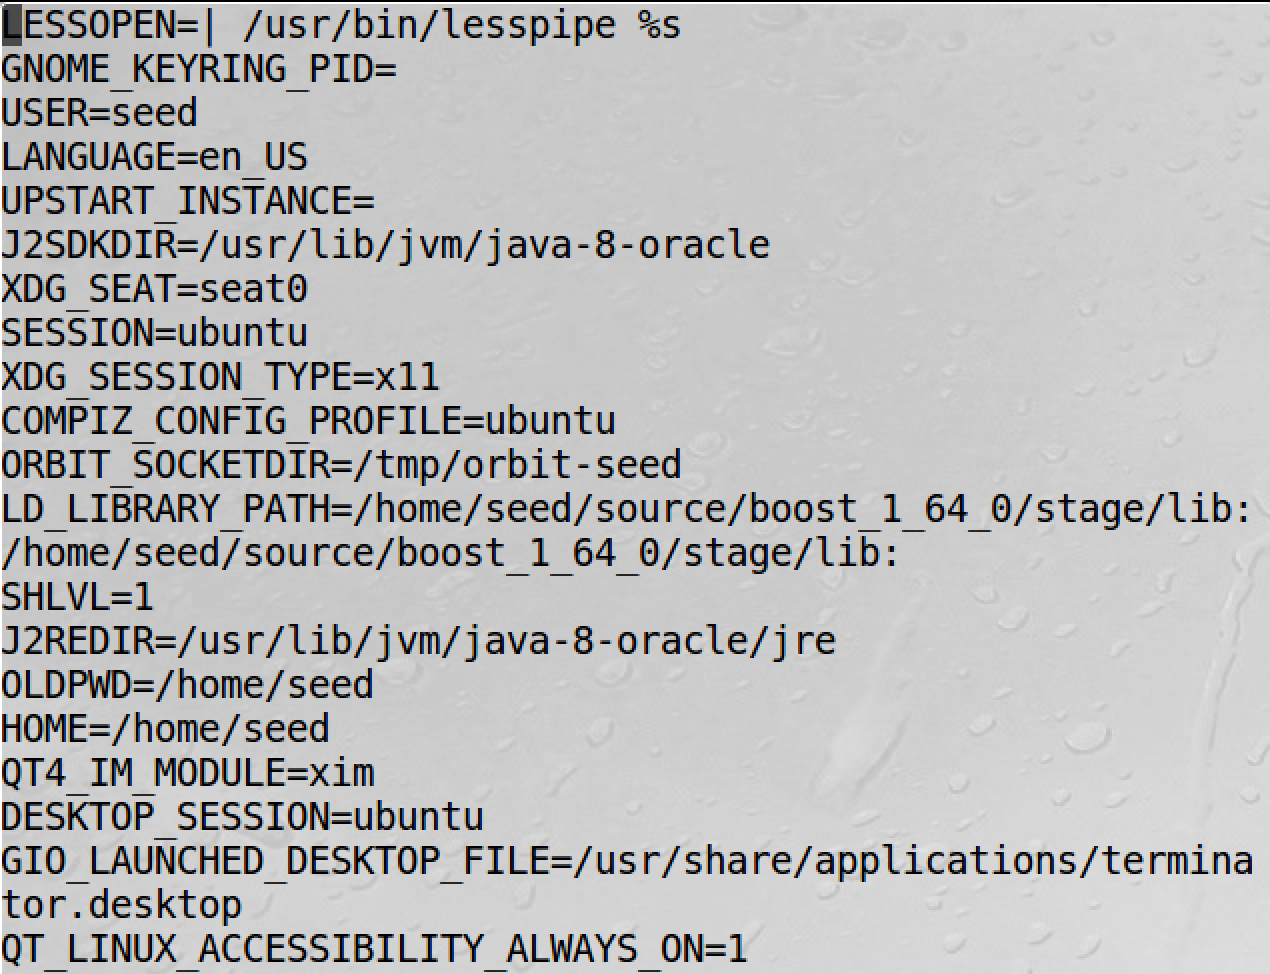 LESSOPEN=| /usr/bin/lesspipe %s
GNOME_KEYRING_PID=
USER=seed
LANGUAGE=en_US
UPSTART_INSTANCE=
J2SDKDIR=/usr/lib/jvm/java-8-oracle
XDG_SEAT=seat0
SESSION=ubuntu
XDG_SESSION_TYPE=x11
COMPIZ_CONFIG_PROFILE=ubuntu
ORBIT_SOCKETDIR=/tmp/orbit-seed
LD_LIBRARY_PATH=/home/seed/source/boost_1_64_0/stage/lib:
/home/seed/source/boost_1_64_0/stage/lib:
SHLVL=1
J2REDIR=/usr/lib/jvm/java-8-oracle/jre
OLDPWD=/home/seed
HOME=/home/seed
QT4_IM_MODULE=xim
DESKTOP_SESSION=ubuntu
GIO_LAUNCHED_DESKTOP_FILE=/usr/share/applications/termina
tor.desktop
QT_LINUX_ACCESSIBILITY_ALWAYS_ON=1